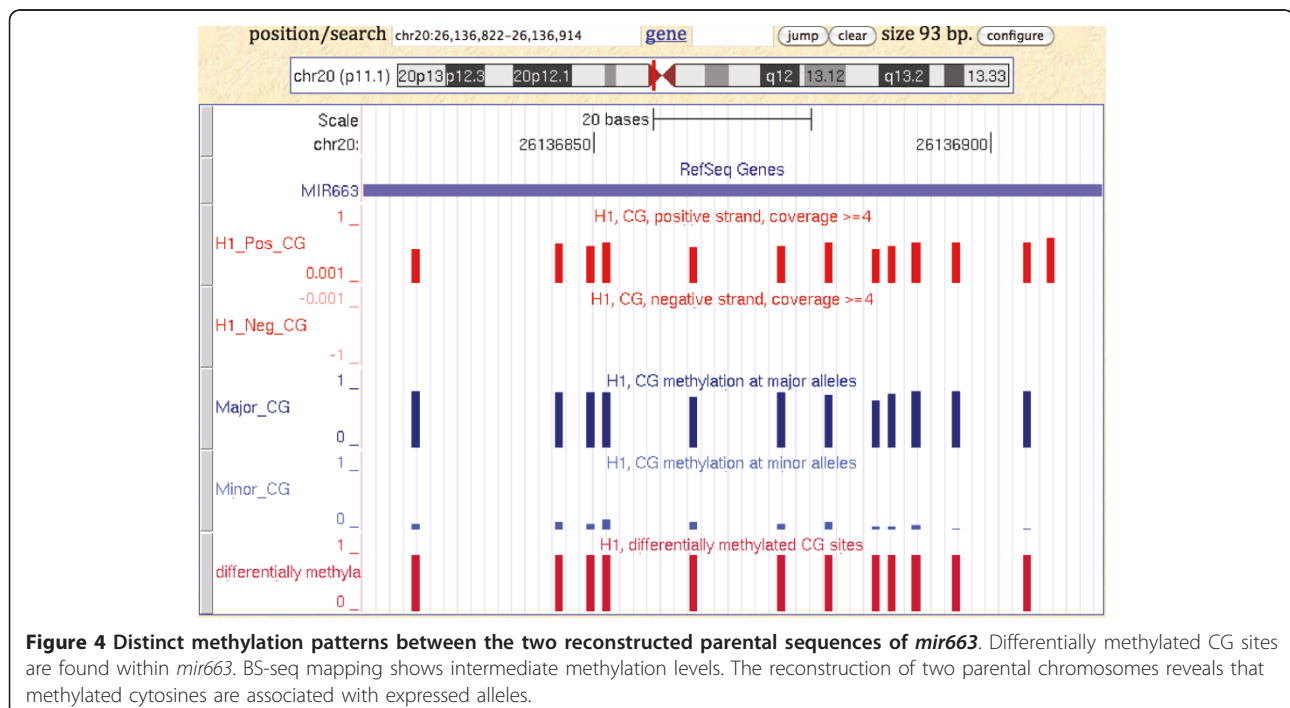 position/search chr20:26,136,822-26,136,914 gene jump clear size 93 bp. configure
chr20 (p11.1) 20p13 p12.3 20p12.1 q12 13.12 q13.2 13.33
Scale 20 bases
chr20: 26136850 26136900
RefSeq Genes
MIR663
H1, CG, positive strand, coverage >=4
1 _
H1_Pos_CG
0.001 _
H1, CG, negative strand, coverage >=4
-0.001 _
H1_Neg_CG
-1 _
H1, CG methylation at major alleles
1 _
Major_CG
0 _
H1, CG methylation at minor alleles
1 _
Minor_CG
0 _
H1, differentially methylated CG sites
1 _
differentially methyla
0 _
Figure 4 Distinct methylation patterns between the two reconstructed parental sequences of mir663. Differentially methylated CG sites
are found within mir663. BS-seq mapping shows intermediate methylation levels. The reconstruction of two parental chromosomes reveals that
methylated cytosines are associated with expressed alleles.